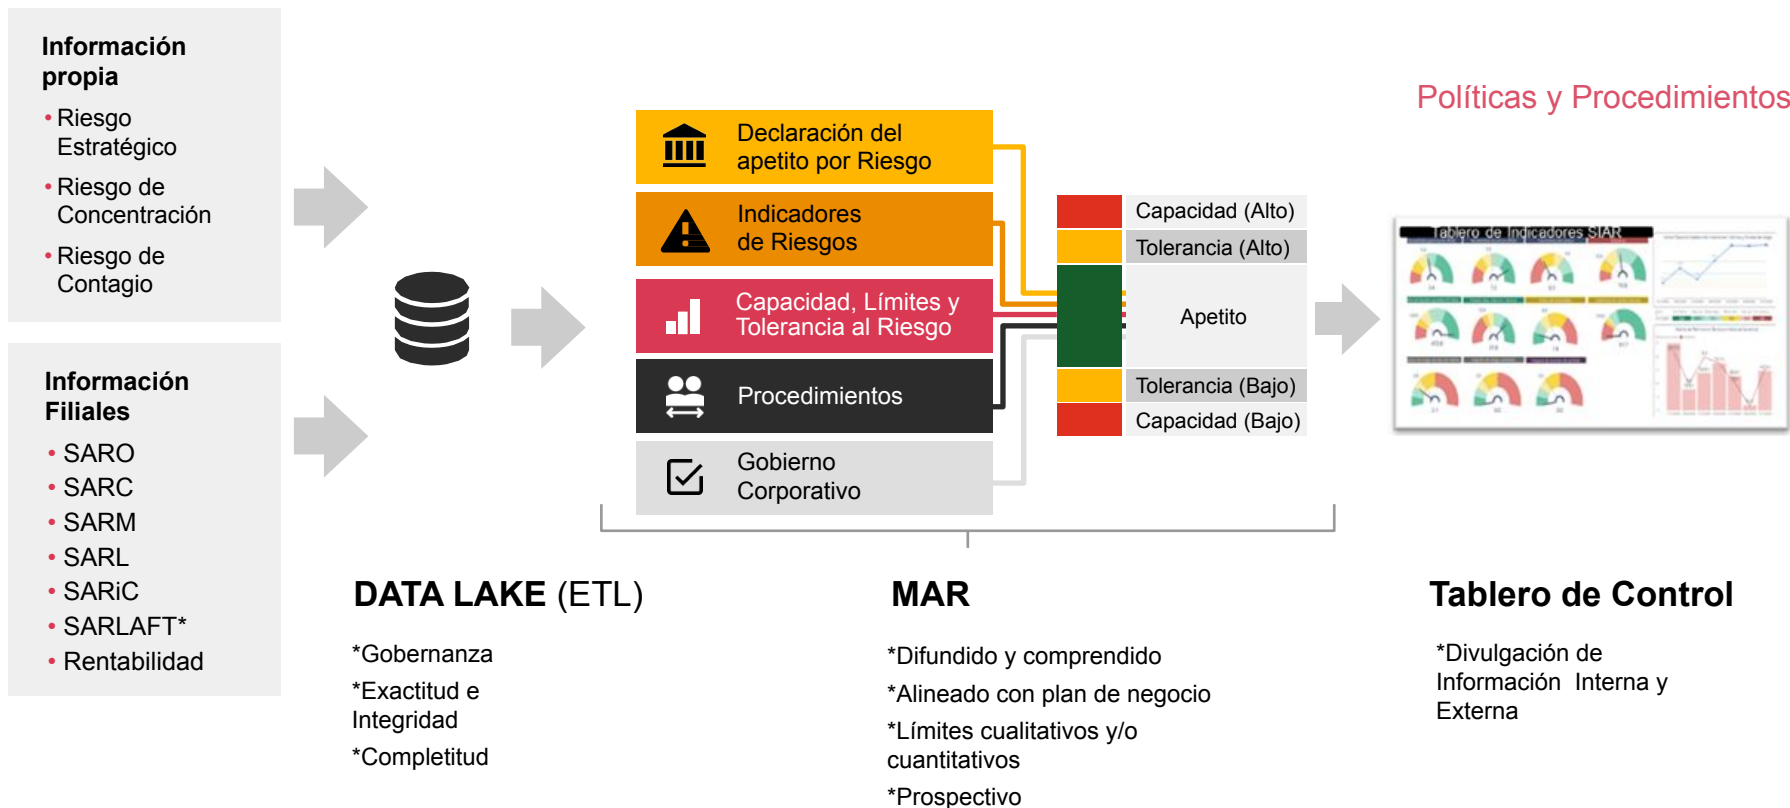 Información
propia
• Riesgo
Estratégico
• Riesgo de
Concentración
• Riesgo de
Contagio
Información
Filiales
• SARO
• SARC
• SARM
• SARL
• SARiC
• SARLAFT*
• Rentabilidad
Declaración del
apetito por Riesgo
Indicadores
de Riesgos
Capacidad, Límites y
Tolerancia al Riesgo
Procedimientos
Gobierno
Corporativo
Capacidad (Alto)
Tolerancia (Alto)
Apetito
Tolerancia (Bajo)
Capacidad (Bajo)
Políticas y Procedimientos
Tablero de Indicadores SIAR
DATA LAKE (ETL)
*Gobernanza
*Exactitud e
Integridad
*Completitud
MAR
*Difundido y comprendido
*Alineado con plan de negocio
*Límites cualitativos y/o
cuantitativos
*Prospectivo
Tablero de Control
*Divulgación de
Información Interna y
Externa